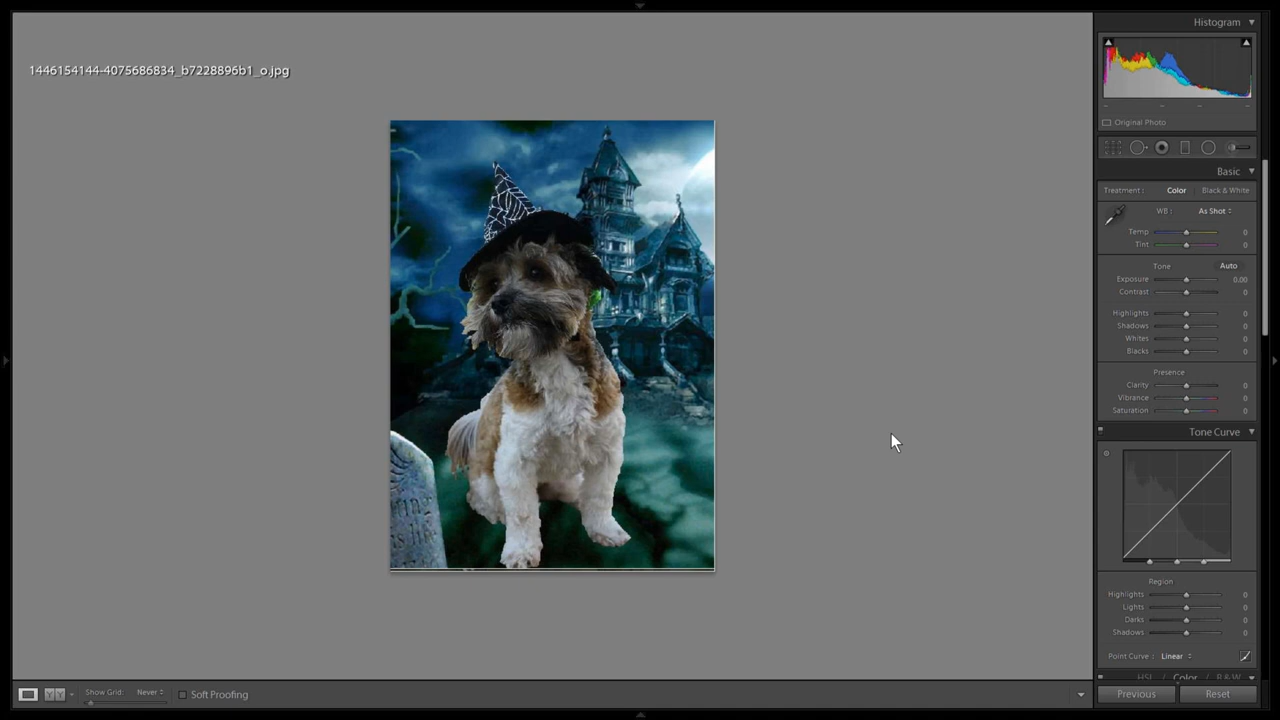 Histogram
1446154144-4075686834_b7228896b1_o.jpg
Original Photo
Basic
Treatment : Color Black & White
WB : As Shot
Temp 0
Tint 0
Tone Auto
Exposure 0.00
Contrast 0
Highlights 0
Shadows 0
Whites 0
Blacks 0
Presence
Clarity 0
Vibrance 0
Saturation 0
Tone Curve
Region
Highlights 0
Lights 0
Darks 0
Shadows 0
Point Curve : Linear
HSL / Color / B & W
Show Grid: Never
Soft Proofing
Previous
Reset